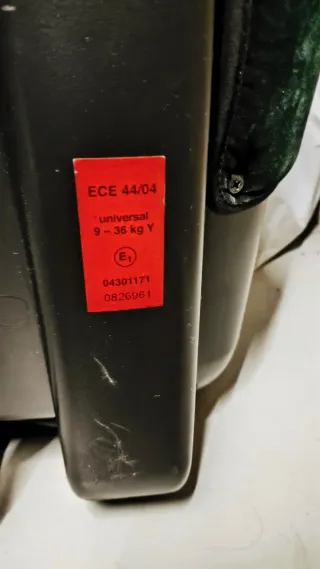 ECE 44/04
universal
9 – 36 kg Y
E1
04301171
0826961